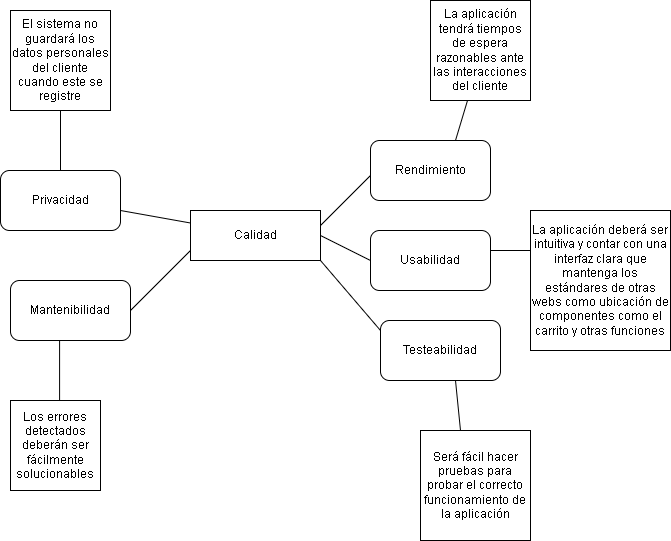 El sistema no
guardará los
datos personales
del cliente
cuando este se
registre
La aplicación
tendrá tiempos
de espera
razonables ante
las interacciones
del cliente
Rendimiento
Privacidad
Calidad
Usabilidad
La aplicación deberá ser
intuitiva y contar con una
interfaz clara que
mantenga los
estándares de otras
webs como ubicación de
componentes como el
carrito y otras funciones
Mantenibilidad
Testeabilidad
Los errores
detectados
deberán ser
fácilmente
solucionables
Será fácil hacer
pruebas para
probar el correcto
funcionamiento de
la aplicación